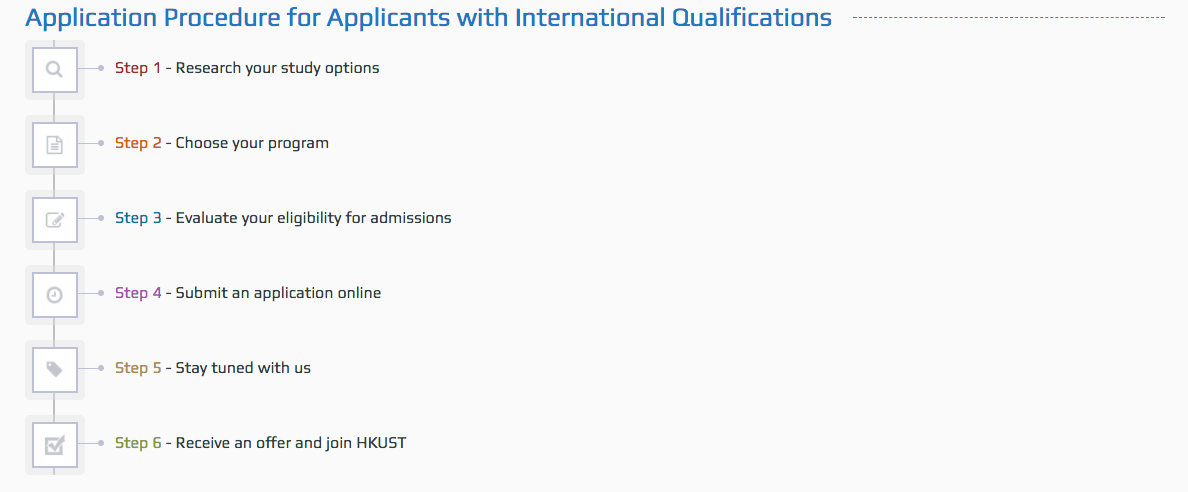 Application Procedure for Applicants with International Qualifications
Step 1 - Research your study options
Step 2 - Choose your program
Step 3 - Evaluate your eligibility for admissions
Step 4 - Submit an application online
Step 5 - Stay tuned with us
Step 6 - Receive an offer and join HKUST